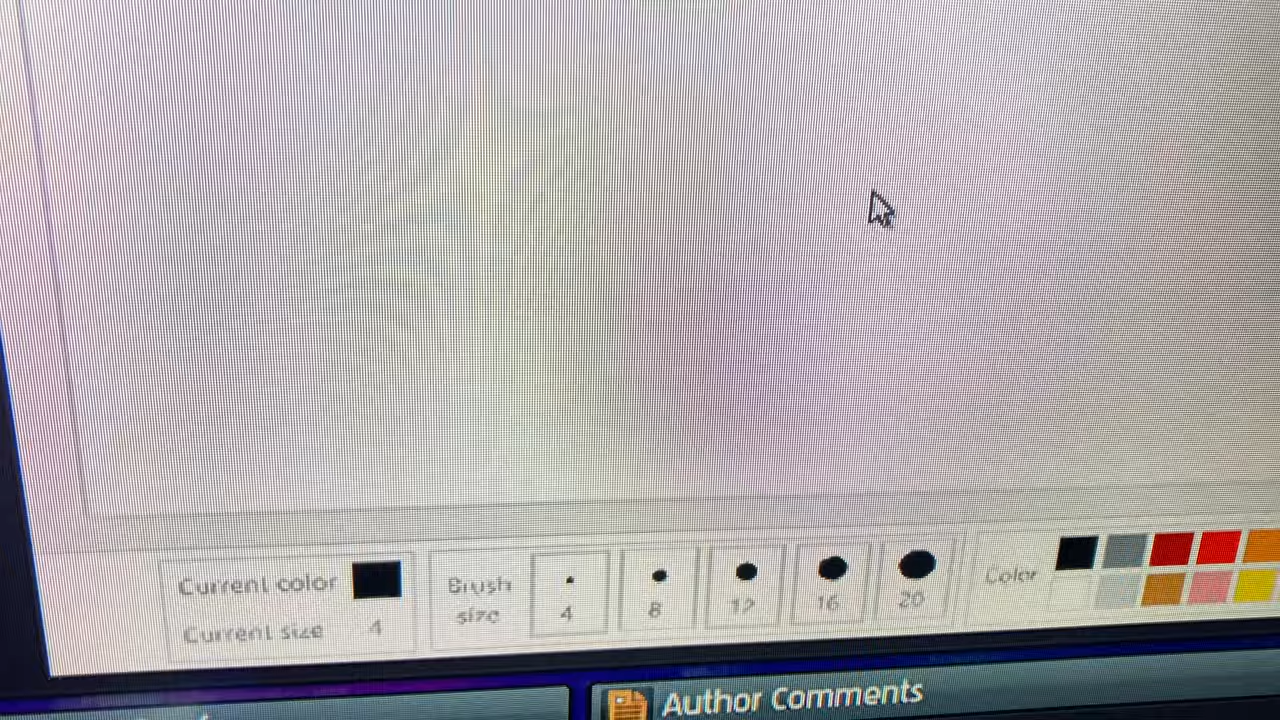 Current color
Current size 4
Brush
size
4 8 12 16 20
Color
Author Comments